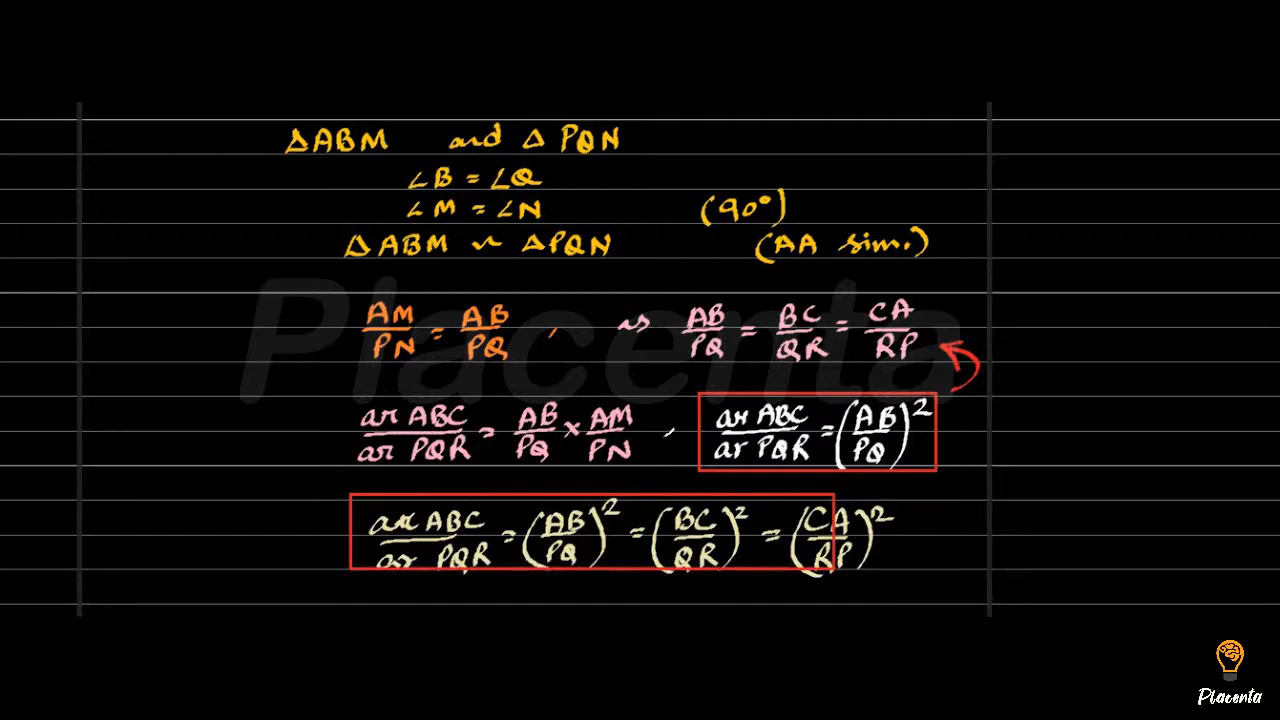 ΔABM and Δ PQN
∠B = ∠Q
∠M = ∠N (90°)
ΔABM ~ ΔPQN (AA sim.)
AM/PN = AB/PQ , as AB/PQ = BC/QR = CA/RP
ar ABC/ar PQR = AB/PQ × AM/PN , ar ABC/ar PQR = (AB/PQ)²
ar ABC/ar PQR = (AB/PQ)² = (BC/QR)² = (CA/RP)²
Placenta
Placenta